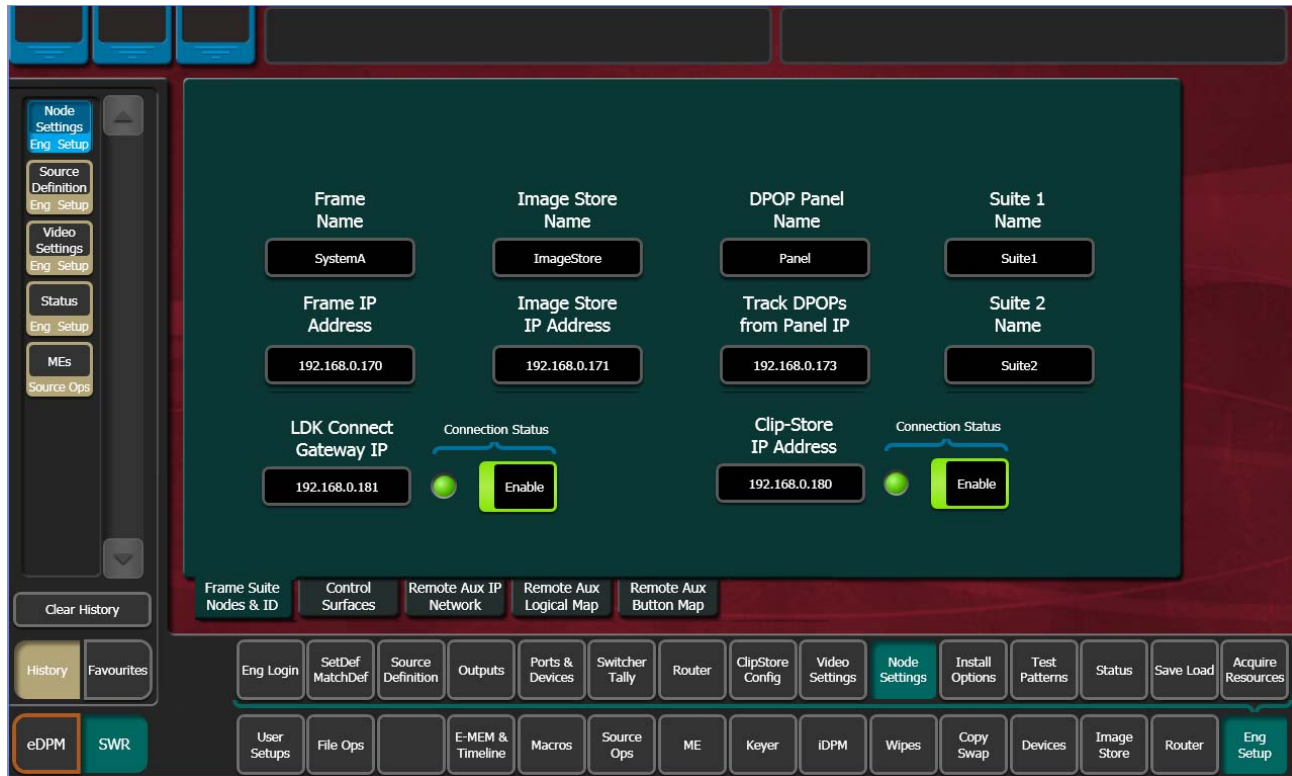 Node
Settings
Eng Setup
Source
Definition
Eng Setup
Video
Settings
Eng Setup
Status
Eng Setup
MEs
Source Ops
Clear History
History
Favourites
eDPM
SWR
Frame
Name
SystemA
Image Store
Name
ImageStore
DPOP Panel
Name
Panel
Suite 1
Name
Suite1
Frame IP
Address
192.168.0.170
Image Store
IP Address
192.168.0.171
Track DPOPs
from Panel IP
192.168.0.173
Suite 2
Name
Suite2
LDK Connect
Gateway IP
192.168.0.181
Connection Status
Enable
Clip-Store
IP Address
192.168.0.180
Connection Status
Enable
Frame Suite
Nodes & ID
Control
Surfaces
Remote Aux IP
Network
Remote Aux
Logical Map
Remote Aux
Button Map
Eng Login
SetDef
MatchDef
Source
Definition
Outputs
Ports &
Devices
Switcher
Tally
Router
ClipStore
Config
Video
Settings
Node
Settings
Install
Options
Test
Patterns
Status
Save Load
Acquire
Resources
User
Setups
File Ops
E-MEM &
Timeline
Macros
Source
Ops
ME
Keyer
iDPM
Wipes
Copy
Swap
Devices
Image
Store
Router
Eng
Setup